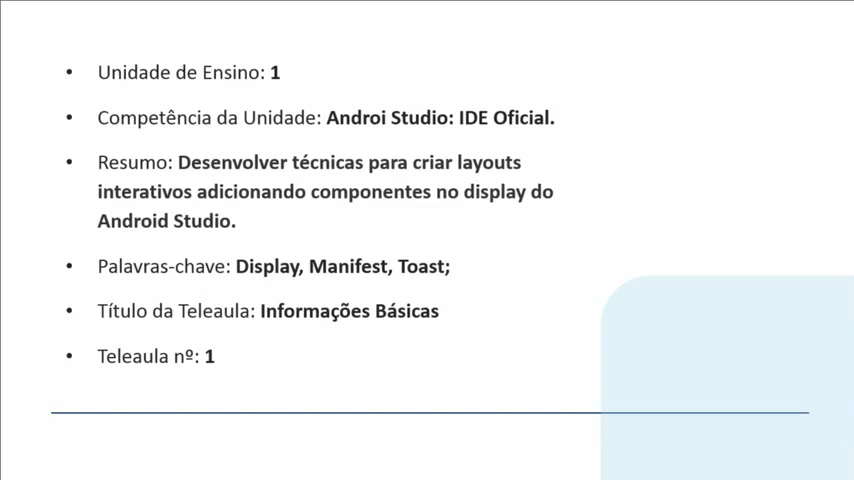 • Unidade de Ensino: 1
• Competência da Unidade: Androi Studio: IDE Oficial.
• Resumo: Desenvolver técnicas para criar layouts
interativos adicionando componentes no display do
Android Studio.
• Palavras-chave: Display, Manifest, Toast;
• Título da Teleaula: Informações Básicas
• Teleaula nº: 1